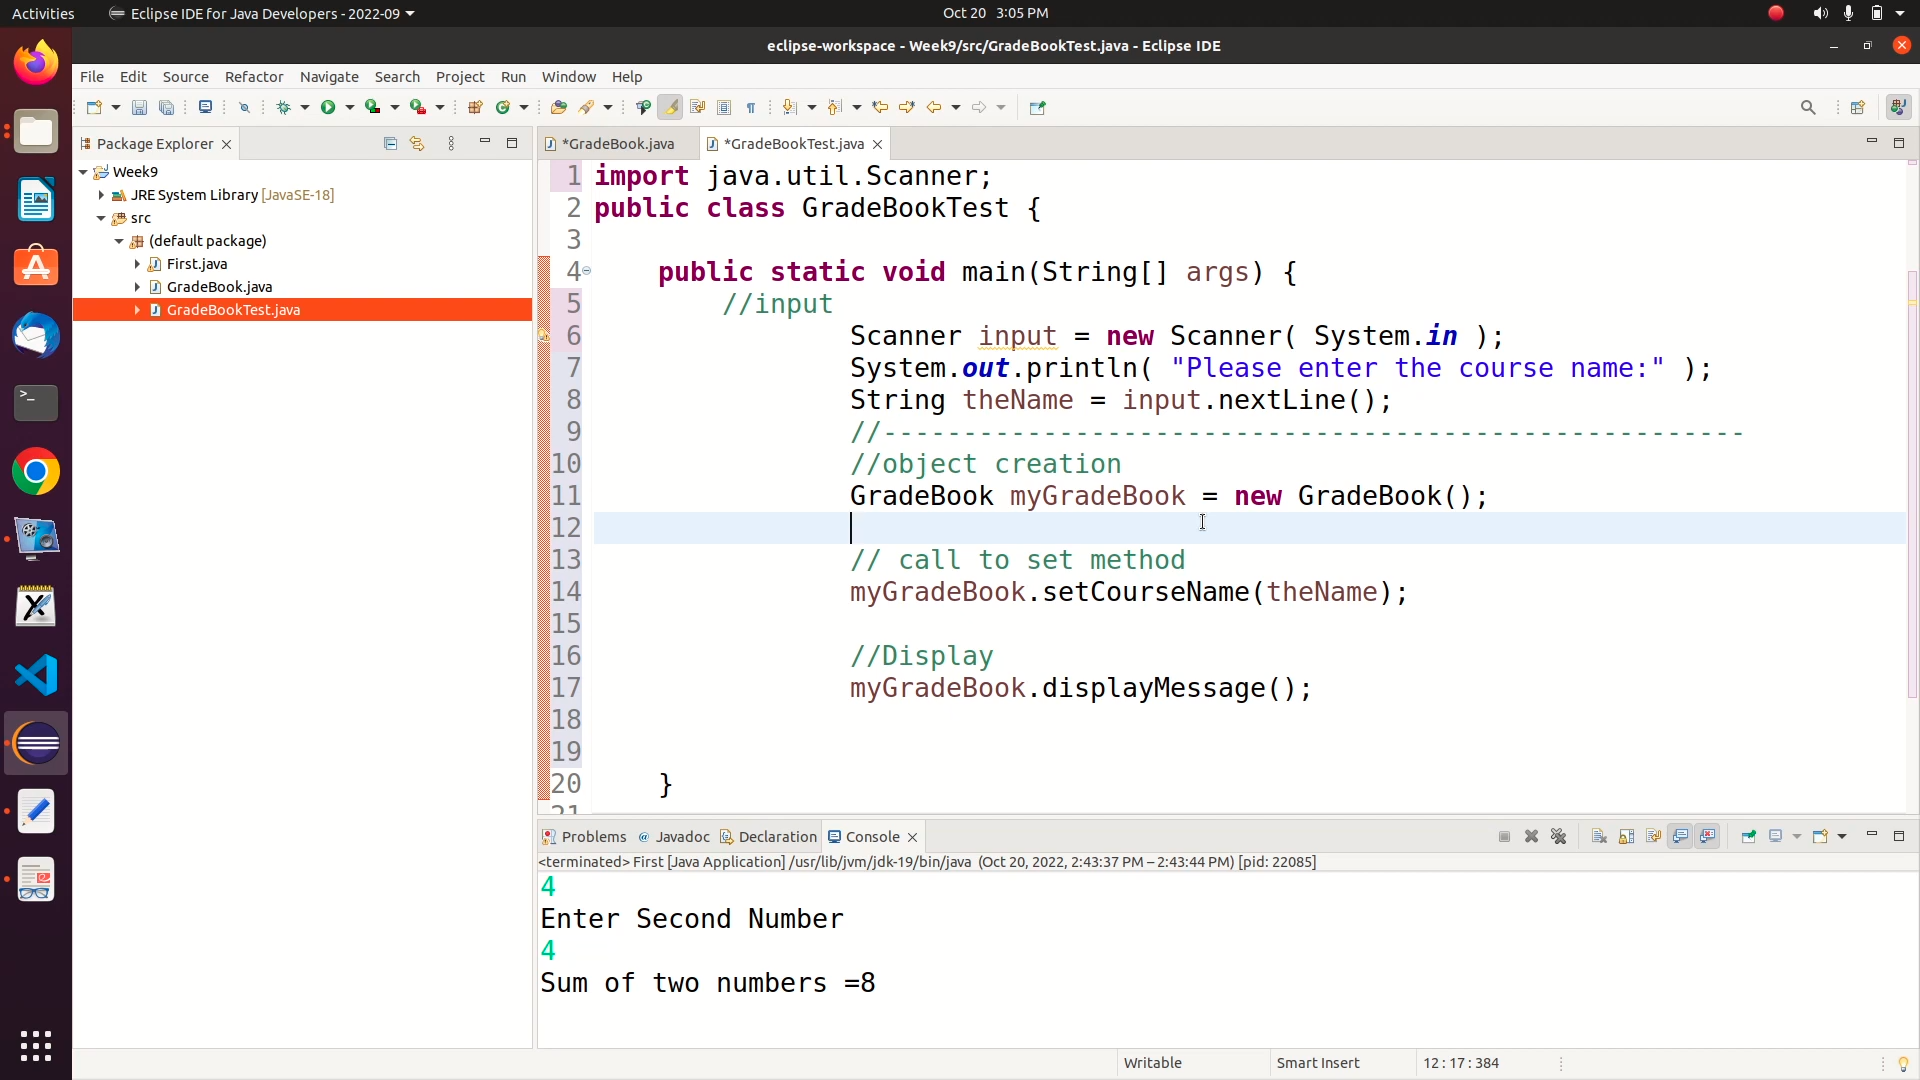 Activities Eclipse IDE for Java Developers - 2022-09 Oct 20 3:05 PM
eclipse-workspace - Week9/src/GradeBookTest.java - Eclipse IDE
File Edit Source Refactor Navigate Search Project Run Window Help
Package Explorer
*GradeBook.java *GradeBookTest.java
Week9
JRE System Library [JavaSE-18]
src
(default package)
First.java
GradeBook.java
GradeBookTest.java
1 import java.util.Scanner;
2 public class GradeBookTest {
3
4 public static void main(String[] args) {
5 //input
6 Scanner input = new Scanner( System.in );
7 System.out.println( "Please enter the course name:" );
8 String theName = input.nextLine();
9 //------------------------------------------------------
10 //object creation
11 GradeBook myGradeBook = new GradeBook();
12
13 // call to set method
14 myGradeBook.setCourseName(theName);
15
16 //Display
17 myGradeBook.displayMessage();
18
19
20 }
21
Problems Javadoc Declaration Console
<terminated> First [Java Application] /usr/lib/jvm/jdk-19/bin/java (Oct 20, 2022, 2:43:37 PM – 2:43:44 PM) [pid: 22085]
4
Enter Second Number
4
Sum of two numbers =8
Writable Smart Insert 12 : 17 : 384